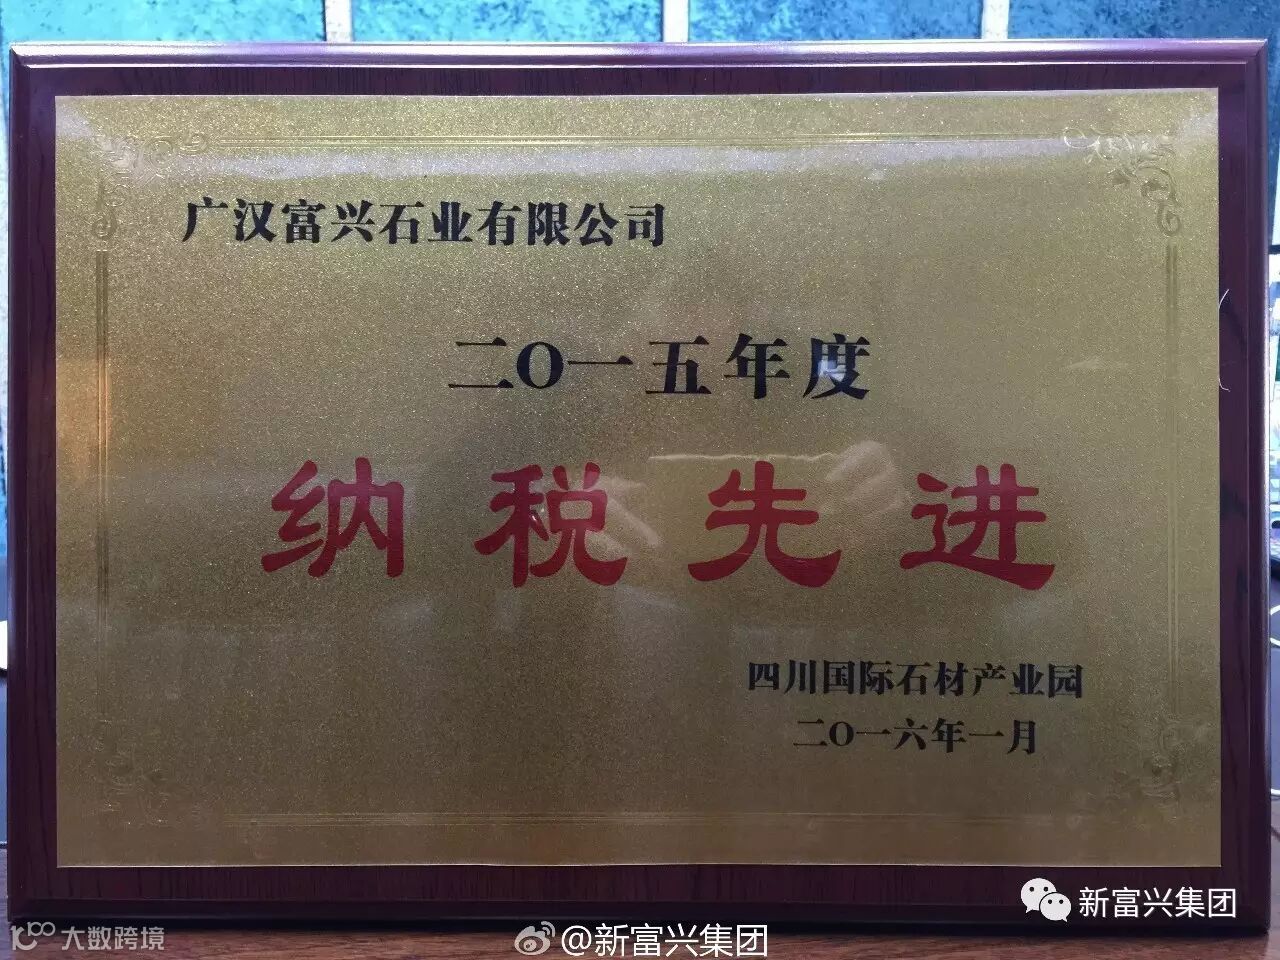 广汉富兴石业有限公司
二O一五年度
纳税先进
四川国际石材产业园
二O一六年一月
新富兴集团
大数跨境
@新富兴集团